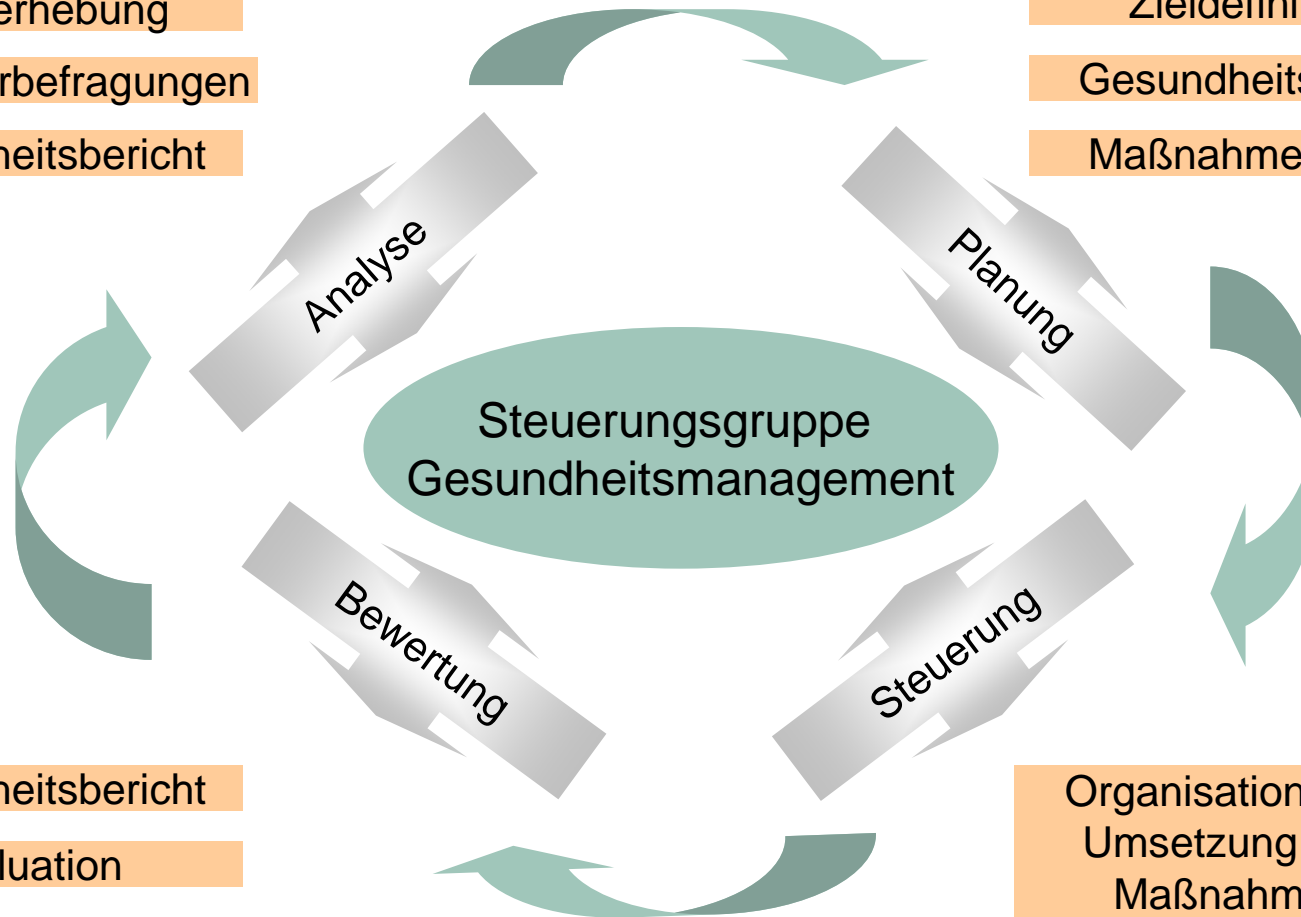 erhebung
rbefragungen
heitsbericht
Zieldefini
Gesundheits
Maßnahme
Analyse
Planung
Steuerungsgruppe
Gesundheitsmanagement
Bewertung
Steuerung
heitsbericht
luation
Organisation
Umsetzung
Maßnahm